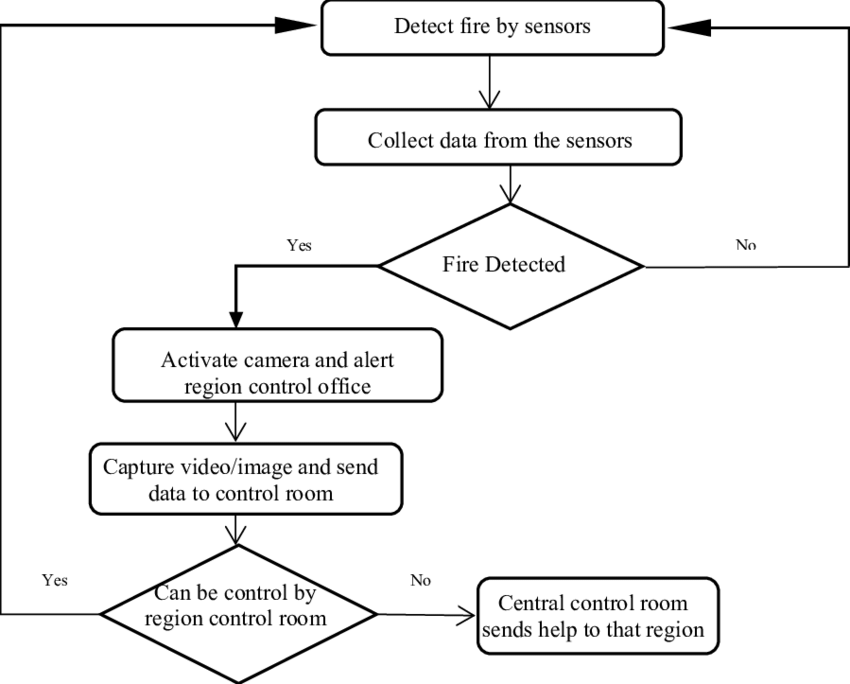 Detect fire by sensors
Collect data from the sensors
Yes
No
Fire Detected
Activate camera and alert
region control office
Capture video/image and send
data to control room
Yes
No
Can be control by
region control room
Central control room
sends help to that region